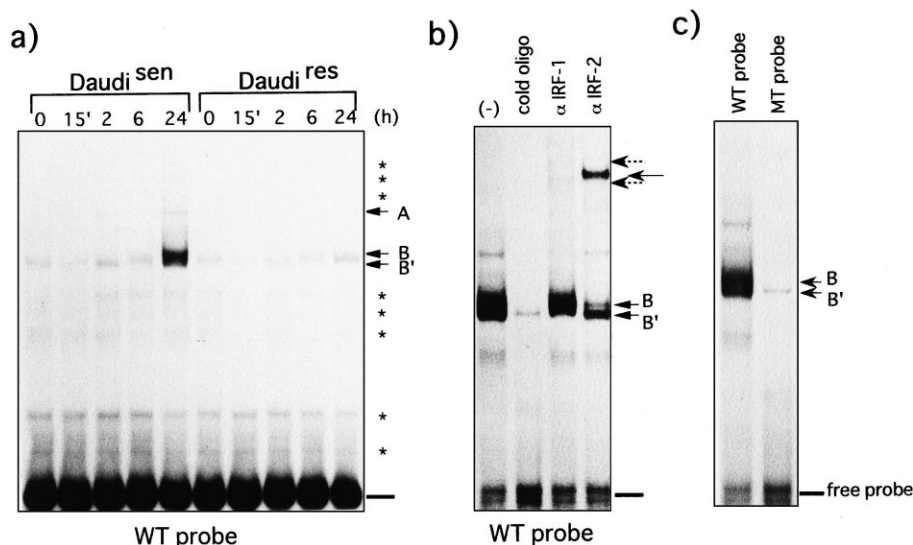 a)
Daudi sen Daudi res
0 15' 2 6 24 0 15' 2 6 24 (h)
*
*
*
A
B
B'
*
*
*
*
*
WT probe
b)
(-) cold oligo α IRF-1 α IRF-2
B
B'
WT probe
c)
WT probe MT probe
B
B'
free probe